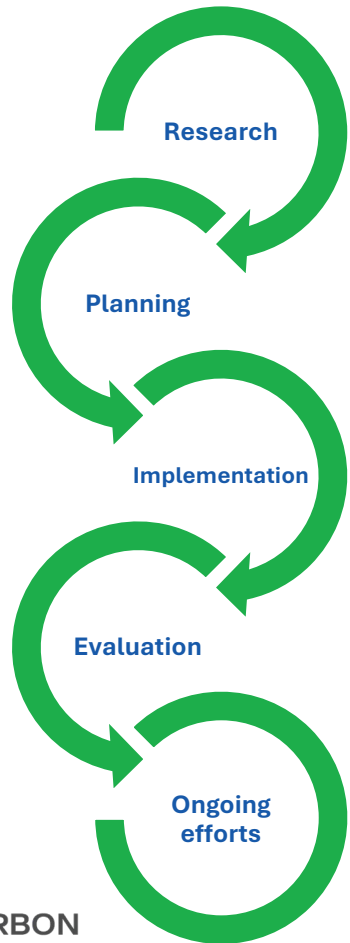 Research
Planning
Implementation
Evaluation
Ongoing
efforts
RBON